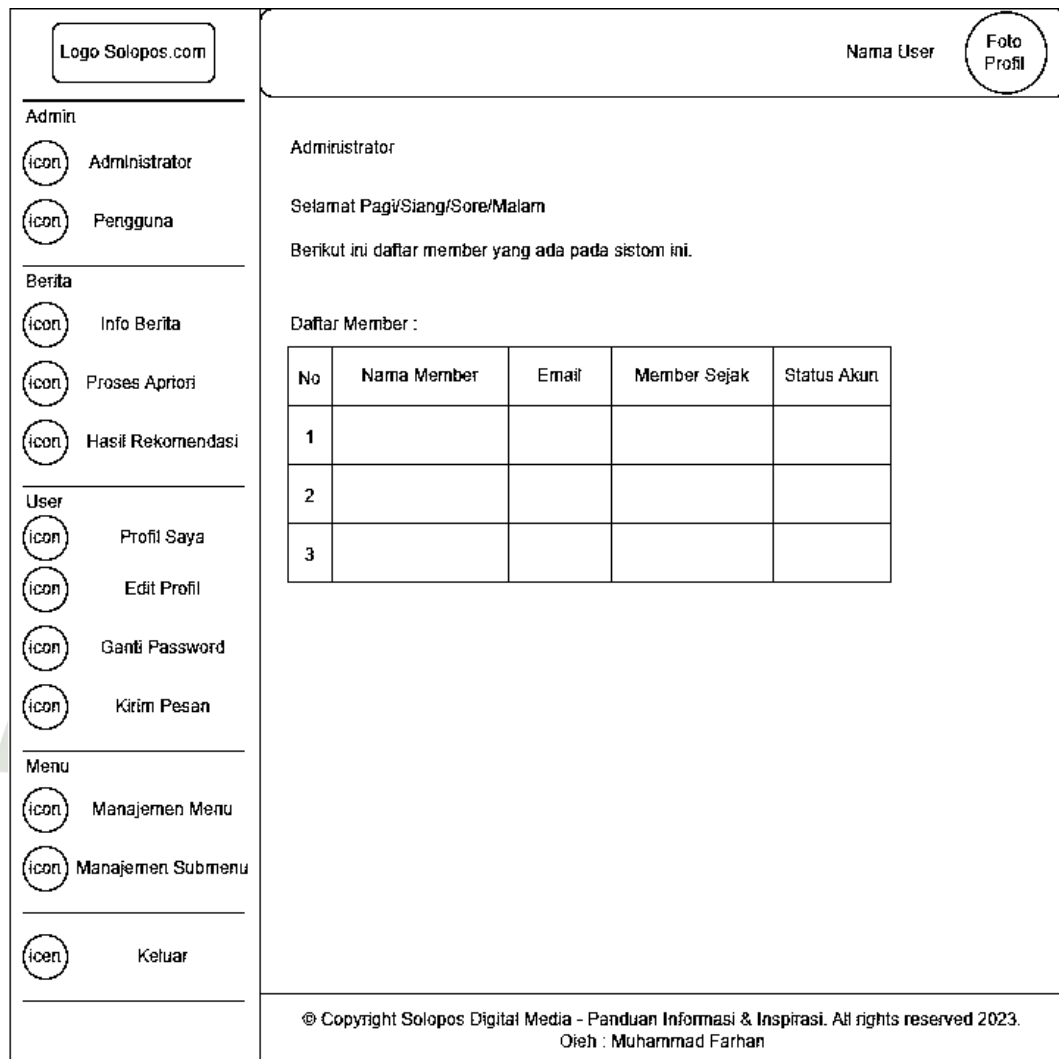 Logo Solopos.com
Nama User
Foto
Profil
Admin
icon Administrator
icon Pengguna
Berita
icon Info Berita
icon Proses Apriori
icon Hasil Rekomendasi
User
icon Profil Saya
icon Edit Profil
icon Ganti Password
icon Kirim Pesan
Menu
icon Manajemen Menu
icon Manajemen Submenu
icon Keluar
Administrator
Selamat Pagi/Siang/Sore/Malam
Berikut ini daftar member yang ada pada sistem ini.
Daftar Member :
No Nama Member Email Member Sejak Status Akun
1
2
3
© Copyright Solopos Digital Media - Panduan Informasi & Inspirasi. All rights reserved 2023.
Oleh : Muhammad Farhan